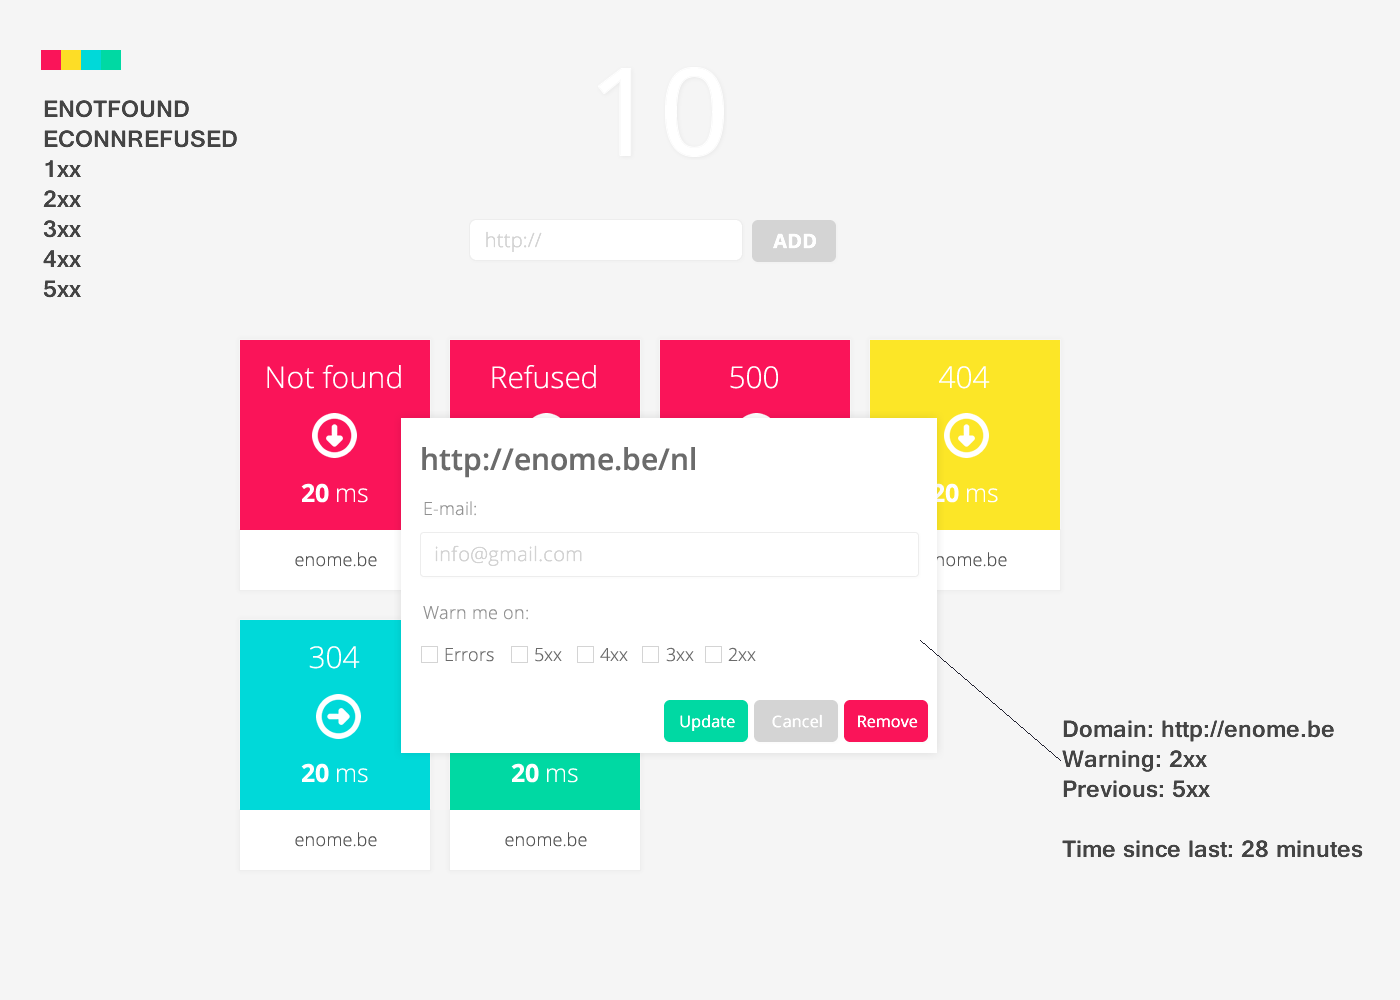 ENOTFOUND
ECONNREFUSED
1xx
2xx
3xx
4xx
5xx
10
http://
ADD
Not found
20 ms
enome.be
Refused
500
404
20 ms
nome.be
http://enome.be/nl
E-mail:
info@gmail.com
Warn me on:
Errors 5xx 4xx 3xx 2xx
Update Cancel Remove
304
20 ms
enome.be
20 ms
enome.be
Domain: http://enome.be
Warning: 2xx
Previous: 5xx
Time since last: 28 minutes